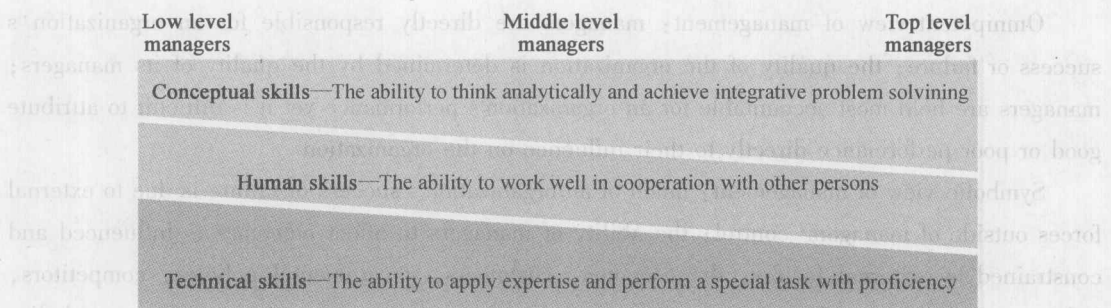 Low level Middle level Top level
managers managers managers
Conceptual skills—The ability to think analytically and achieve integrative problem solvining
Human skills—The ability to work well in cooperation with other persons
Technical skills—The ability to apply expertise and perform a special task with proficiency